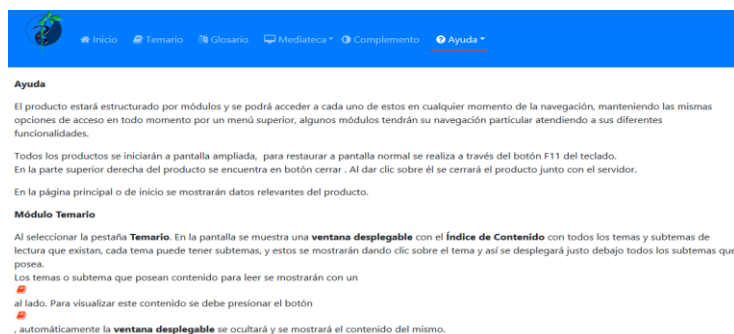 Inicio Temario Glosario Mediateca Complemento Ayuda
Ayuda
El producto estará estructurado por módulos y se podrá acceder a cada uno de estos en cualquier momento de la navegación, manteniendo las mismas
opciones de acceso en todo momento por un menú superior, algunos módulos tendrán su navegación particular atendiendo a sus diferentes
funcionalidades.
Todos los productos se iniciarán a pantalla ampliada, para restaurar a pantalla normal se realiza a través del botón F11 del teclado.
En la parte superior derecha del producto se encuentra en botón cerrar . Al dar clic sobre él se cerrará el producto junto con el servidor.
En la página principal o de inicio se mostrarán datos relevantes del producto.
Módulo Temario
Al seleccionar la pestaña Temario. En la pantalla se muestra una ventana desplegable con el Índice de Contenido con todos los temas y subtemas de
lectura que existan, cada tema puede tener subtemas, y estos se mostrarán dando clic sobre el tema y así se desplegará justo debajo todos los subtemas que
posea.
Los temas o subtema que posean contenido para leer se mostrarán con un
al lado. Para visualizar este contenido se debe presionar el botón
, automáticamente la ventana desplegable se ocultará y se mostrará el contenido del mismo.